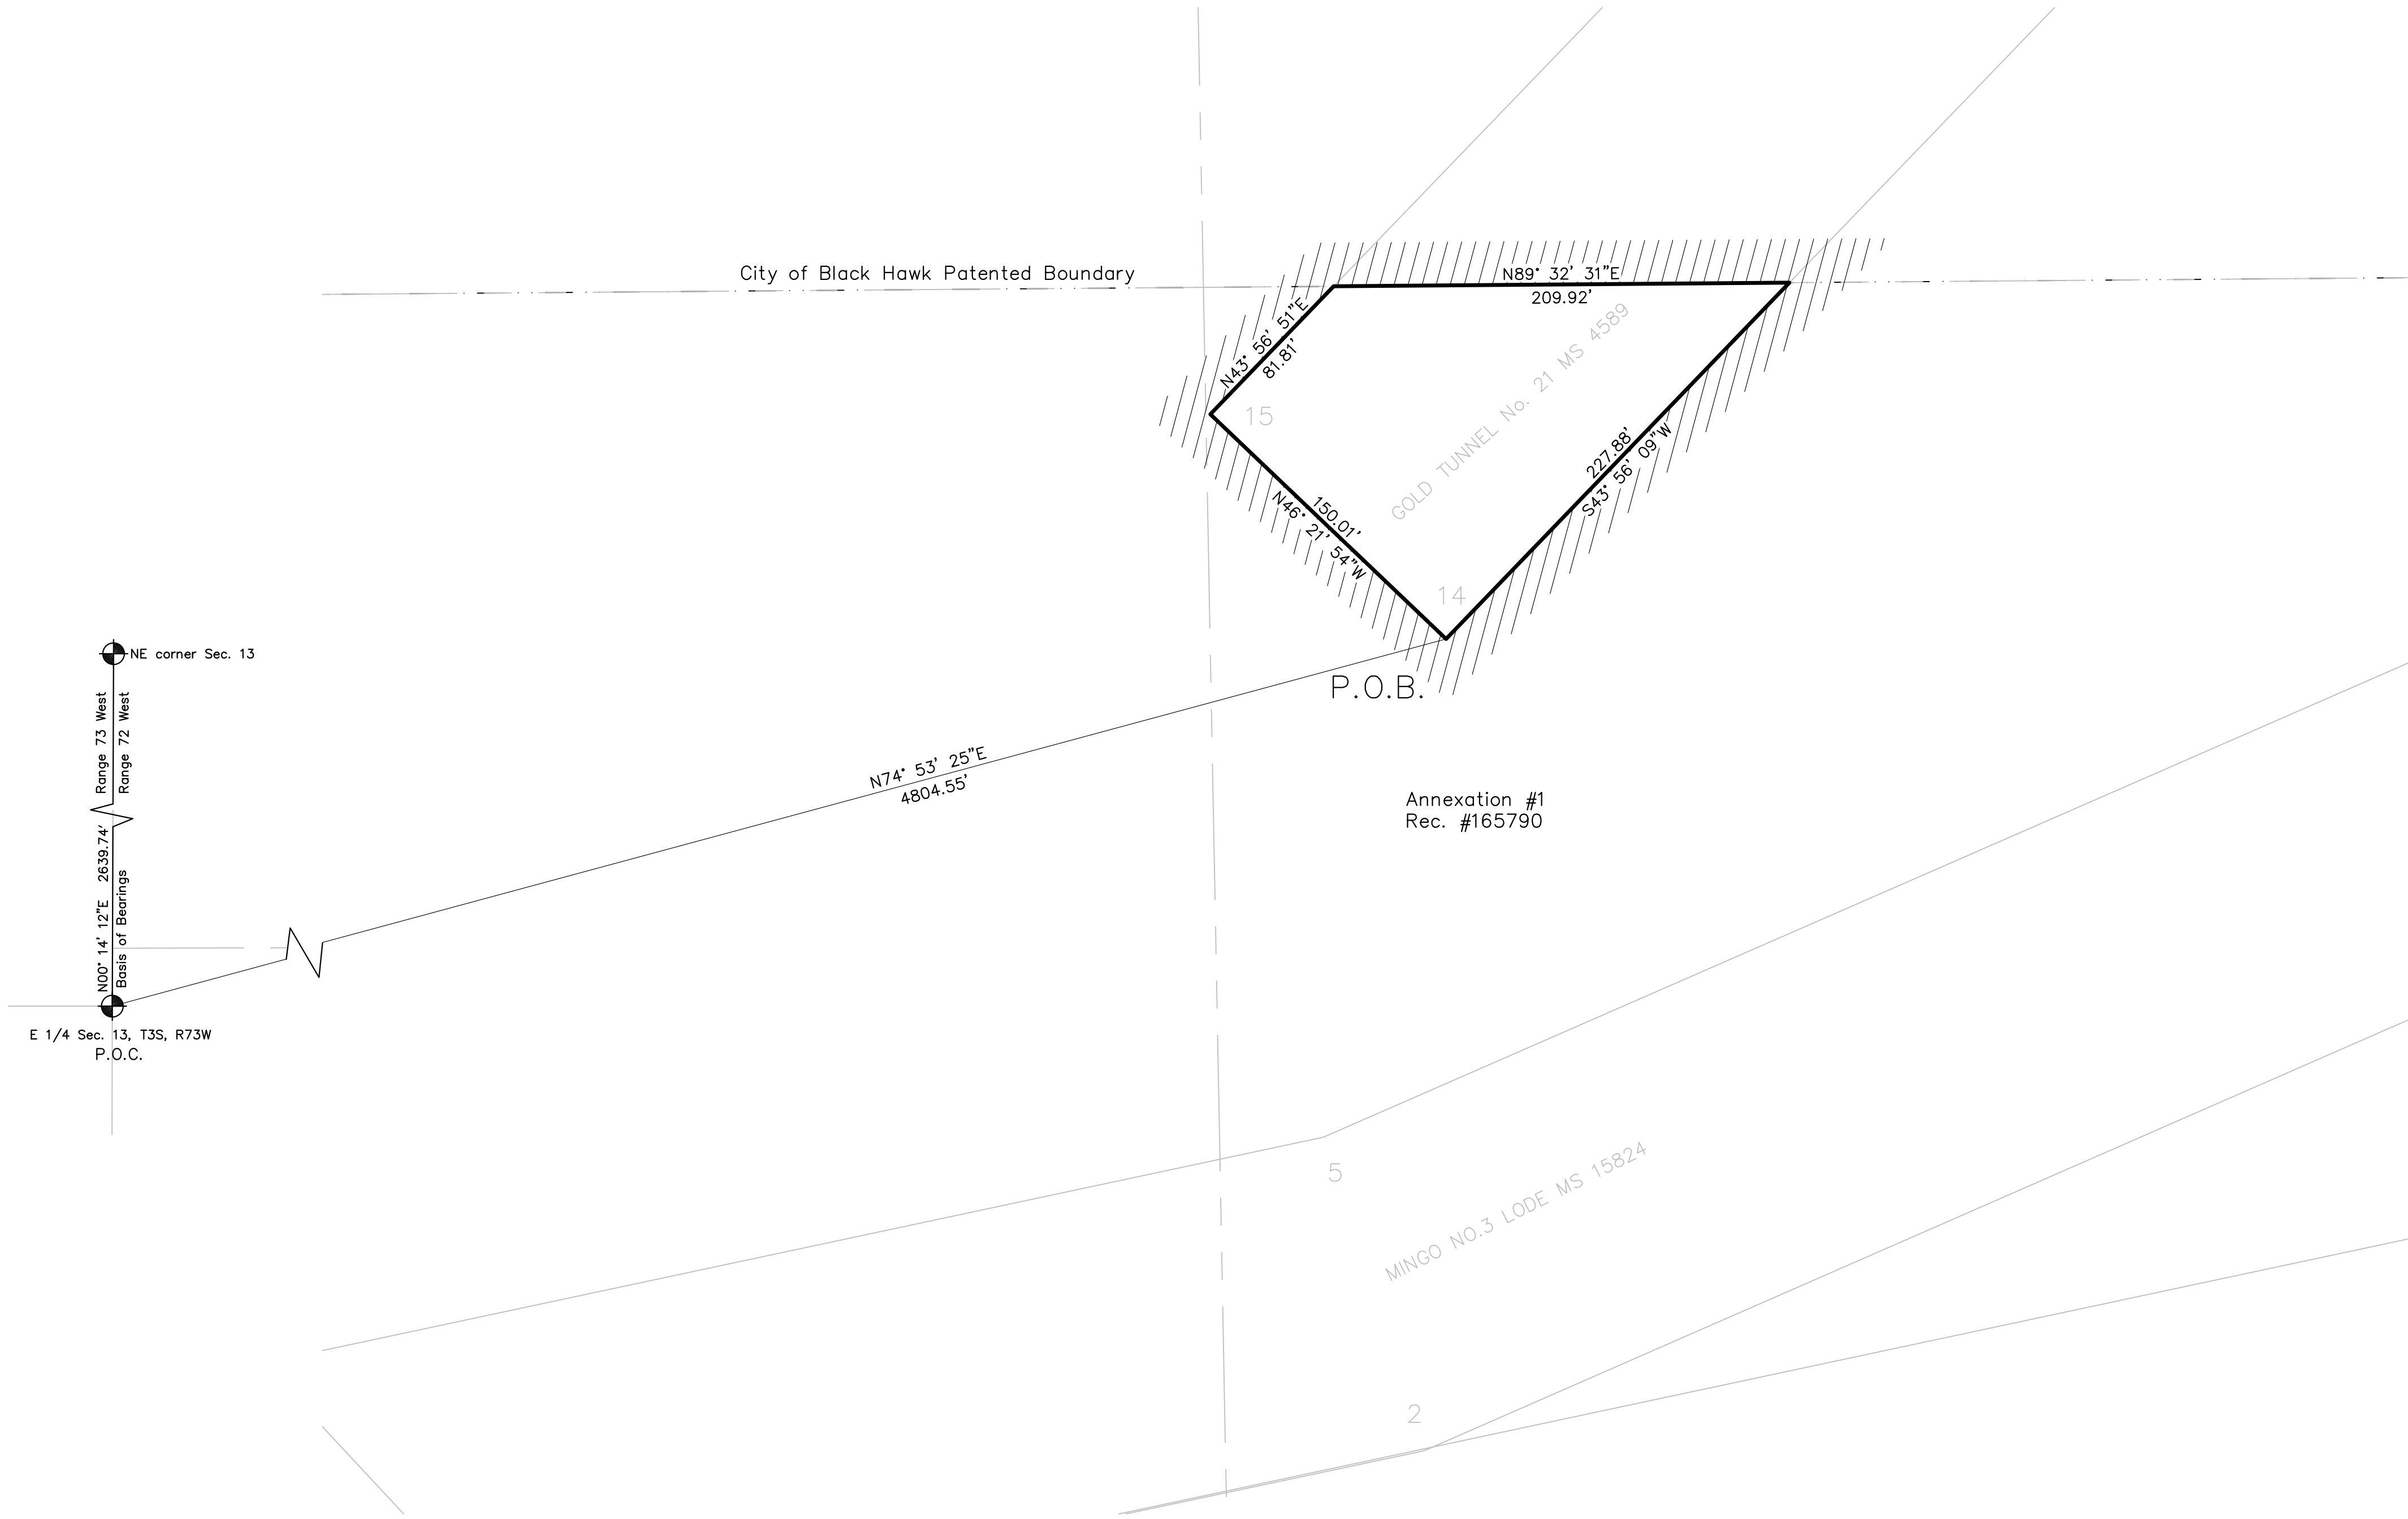 City of Black Hawk Patented Boundary
N89° 32' 31"E
209.92'
N43° 56' 51"E
81.81'
15
GOLD TUNNEL No. 21 MS 4589
227.88'
S43° 56' 09"W
150.01'
N46° 21' 54"W
14
P.O.B.
NE corner Sec. 13
Range 73 West
Range 72 West
N74° 53' 25"E
4804.55'
Annexation #1
Rec. #165790
N00° 14' 12"E 2639.74'
Basis of Bearings
E 1/4 Sec. 13, T3S, R73W
P.O.C.
5
MINGO NO.3 LODE MS 15824
2